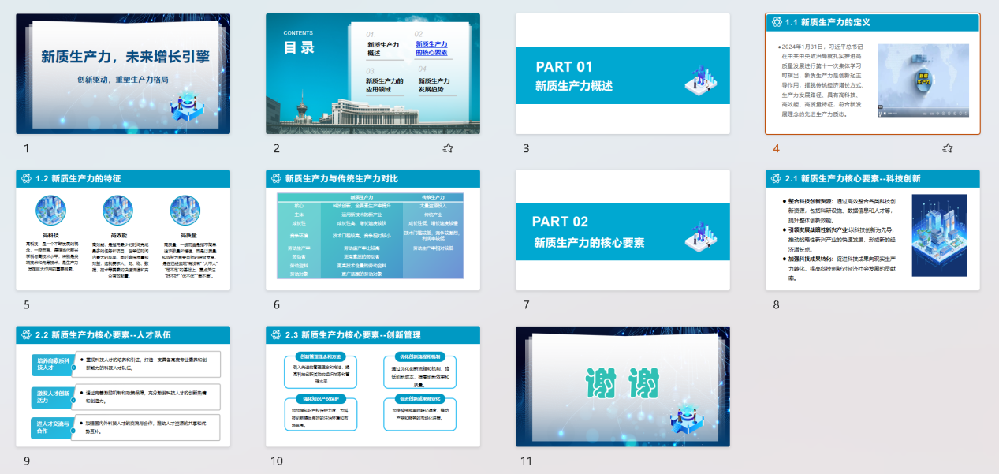 新质生产力，未来增长引擎
创新驱动，重塑生产力格局
1
CONTENTS
目录
01
新质生产力
概述
02
新质生产力
的核心要素
03
新质生产力的
应用领域
04
新质生产力
发展趋势
2
PART 01
新质生产力概述
3
1.1 新质生产力的定义
●2024年1月31日，习近平总书记
在中共中央政治局就扎实推进高
质量发展进行第十一次集体学习
时指出，新质生产力是创新起主
导作用，摆脱传统经济增长方式、
生产力发展路径，具有高科技、
高效能、高质量特征，符合新发
展理念的先进生产力质态。
新质
生产力
4
1.2 新质生产力的特征
高科技
高科技，是一个不断发展的概
高效能
高质量
5
新质生产力与传统生产力对比
新质生产力 传统生产力
核心 科技创新、全要素生产率提升 大量资源投入
主体 运用新技术的新产业 传统产业
成长性 成长性高、增长速度较快 成长性低、增长速度较慢
竞争环境 技术门槛较高、竞争相对较小 技术门槛较低、竞争较激烈、
利润率较低
劳动生产率 劳动生产率比较高 劳动生产率相对较低
劳动者 更高素质的劳动者
劳动资料 更高技术含量的劳动资料
劳动对象 更广范围的劳动对象
6
PART 02
新质生产力的核心要素
7
2.1 新质生产力核心要素--科技创新
● 整合科技创新资源：通过高效整合各类科技创
新资源，包括科研设施、数据信息和人才等，
提升整体创新效能。
● 引领发展战略性新兴产业:以科技创新为先导，
推动战略性新兴产业的快速发展，形成新的经
济增长点。
● 加强科技成果转化：促进科技成果向现实生产
力转化，提高科技创新对经济社会发展的贡献
率。
8
2.2 新质生产力核心要素--人才队伍
培养高素质科
技人才
● 重视科技人才的培养和引进，打造一支具备高度专业素养和创
新能力的科技人才队伍。
激发人才创新
活力
● 通过完善激励机制和政策保障，充分激发科技人才的创新热情
和创造力。
进人才交流与
合作
● 加强国内外科技人才的交流与合作，推动人才资源的共享和优
势互补。
9
2.3 新质生产力核心要素--创新管理
创新管理理念和方法
引入先进的管理理念和方法，提
高科技创新活动的组织效率和管
理水平
优化创新流程和机制
通过优化创新流程和机制，降
低创新成本，提高创新效率和
质量。
强化知识产权保护
加强知识产权保护力度，为科
技创新提供良好的法治环境和市
场氛围。
促进创新成果商业化
加快科技成果的转化速度，推动
产品和服务的市场化进程。
10
谢谢
11